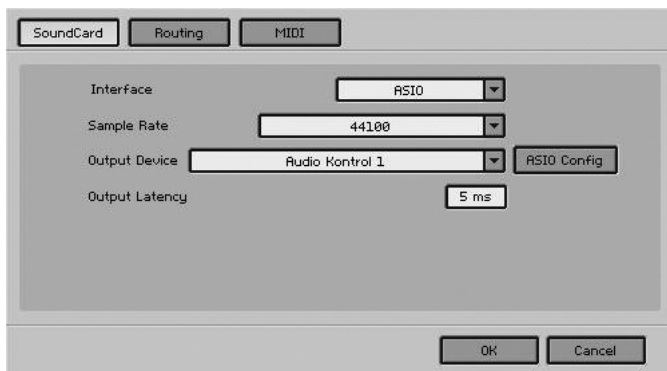 SoundCard Routing MIDI
Interface ASIO
Sample Rate 44100
Output Device Audio Kontrol 1 ASIO Config
Output Latency 5 ms
OK Cancel